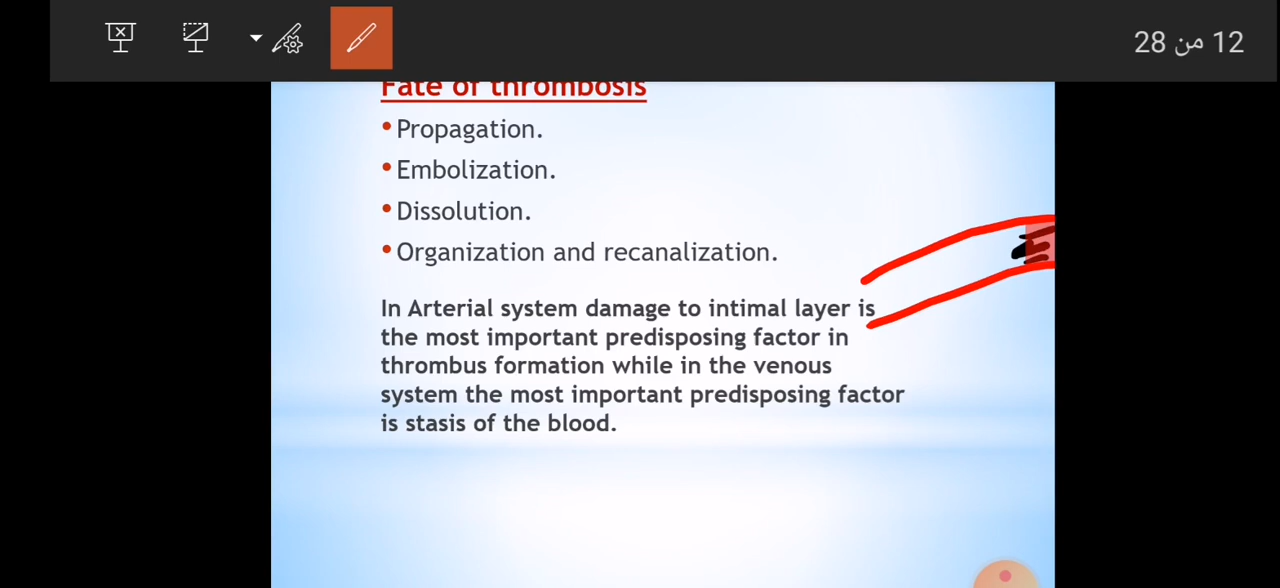 12 من 28
Fate of thrombosis
• Propagation.
• Embolization.
• Dissolution.
• Organization and recanalization.
In Arterial system damage to intimal layer is
the most important predisposing factor in
thrombus formation while in the venous
system the most important predisposing factor
is stasis of the blood.